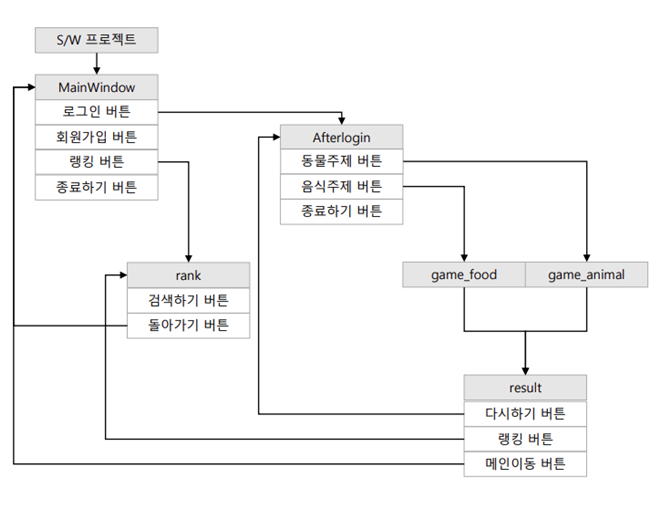 S/W 프로젝트
MainWindow
로그인 버튼
회원가입 버튼
랭킹 버튼
종료하기 버튼
Afterlogin
동물주제 버튼
음식주제 버튼
종료하기 버튼
rank
검색하기 버튼
돌아가기 버튼
game_food
game_animal
result
다시하기 버튼
랭킹 버튼
메인이동 버튼